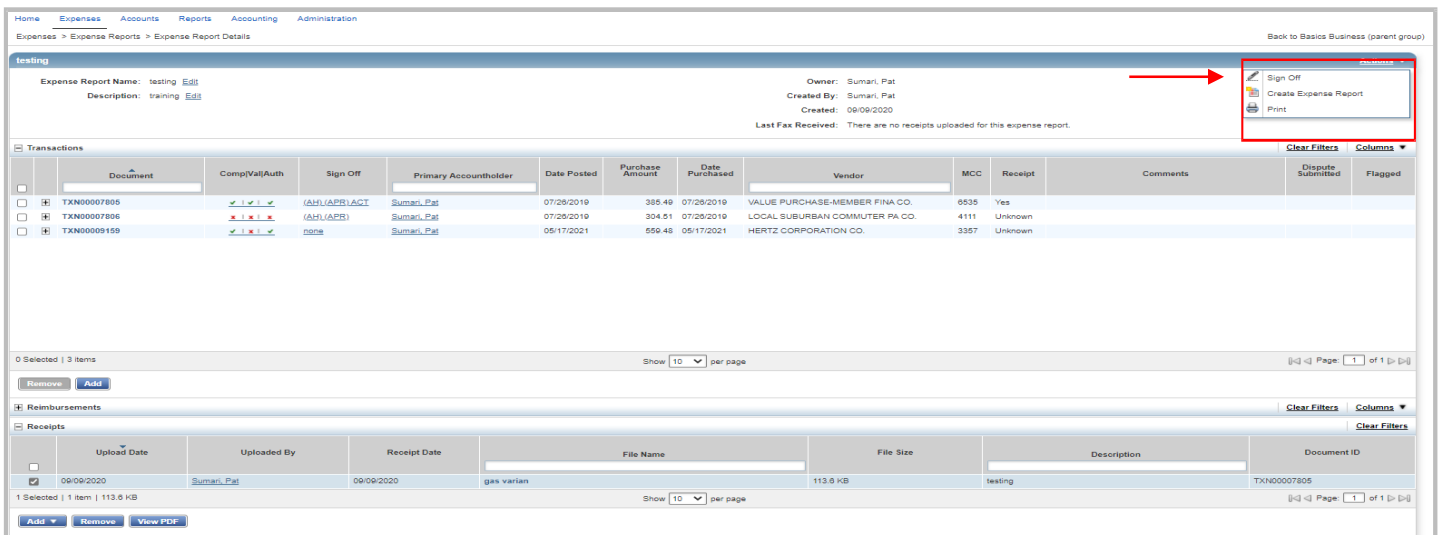 Home Expenses Accounts Reports Accounting Administration
Expenses > Expense Reports > Expense Report Details Back to Basics Business (parent group)
testing Actions
Expense Report Name: testing Edit Owner: Sumari, Pat Sign Off
Description: training Edit Created By: Sumari, Pat Create Expense Report
Created: 09/09/2020 Print
Last Fax Received: There are no receipts uploaded for this expense report.
Transactions Clear Filters Columns
Document Comp|Val|Auth Sign Off Primary Accountholder Date Posted Purchase Amount Date Purchased Vendor MCC Receipt Comments Dispute Submitted Flagged
TXN00007805 (AH) (APR) ACT Sumari, Pat 07/26/2019 385.49 07/26/2019 VALUE PURCHASE-MEMBER FINA CO. 6535 Yes
TXN00007806 (AH) (APR) Sumari, Pat 07/26/2019 304.51 07/26/2019 LOCAL SUBURBAN COMMUTER PA CO. 4111 Unknown
TXN00009159 none Sumari, Pat 05/17/2021 559.48 05/17/2021 HERTZ CORPORATION CO. 3357 Unknown
0 Selected | 3 items Show 10 per page Page: 1 of 1
Remove Add
Reimbursements Clear Filters Columns
Receipts Clear Filters
Upload Date Uploaded By Receipt Date File Name File Size Description Document ID
09/09/2020 Sumari, Pat 09/09/2020 gas varian 113.6 KB testing TXN00007805
1 Selected | 1 item | 113.6 KB Show 10 per page Page: 1 of 1
Add Remove View PDF